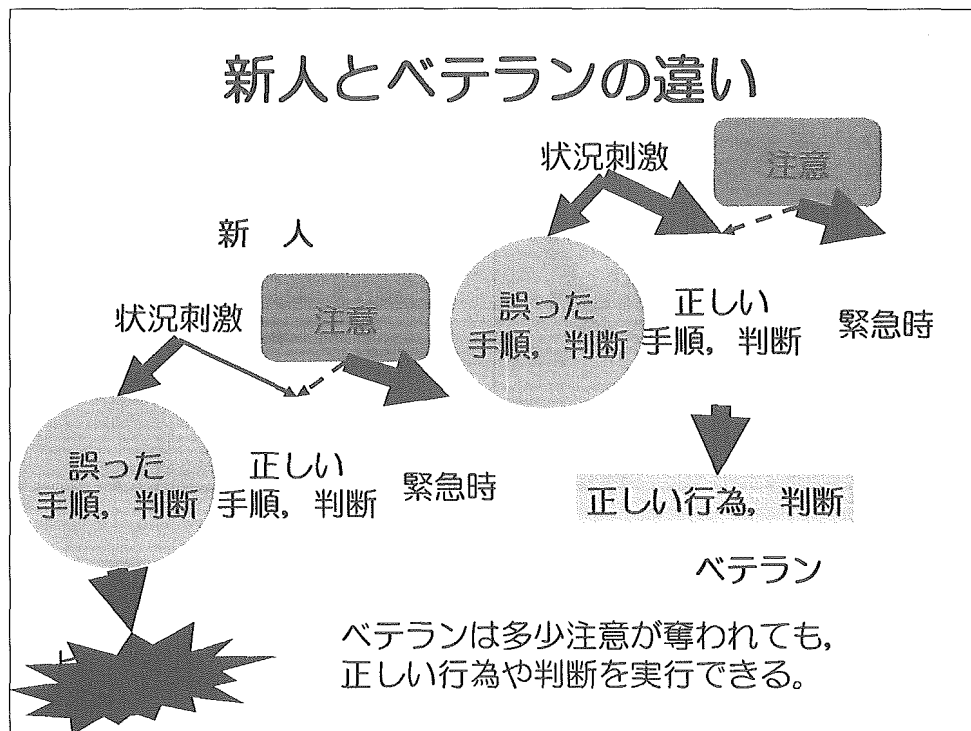 新人とベテランの違い
新 人
状況刺激
注意
誤った
手順，判断
正しい
手順，判断
緊急時
状況刺激
注意
誤った
手順，判断
正しい
手順，判断
緊急時
正しい行為，判断
ベテラン
ベテランは多少注意が奪われても，
正しい行為や判断を実行できる。